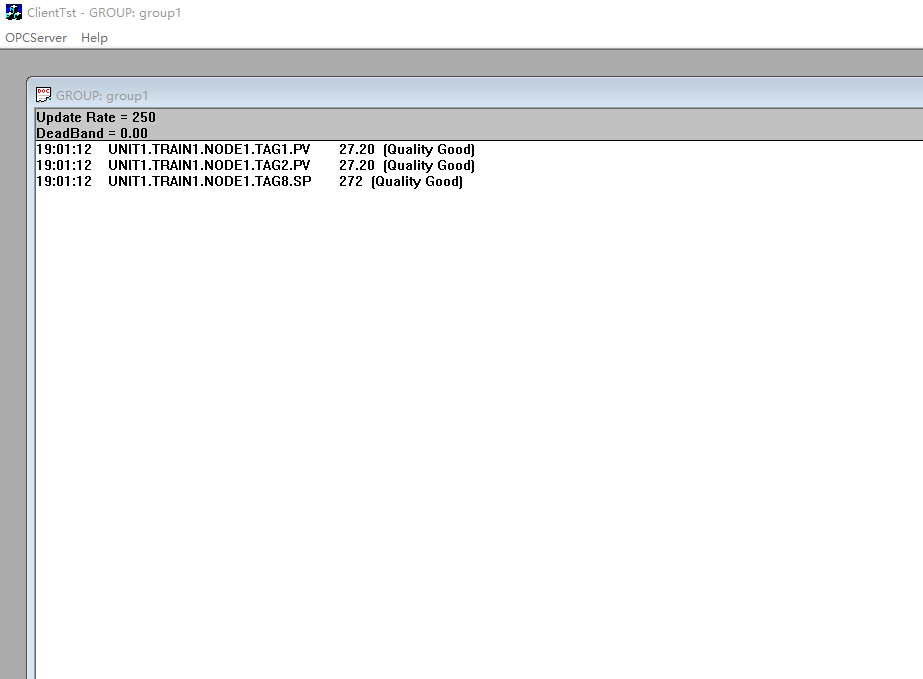 ClientTst - GROUP: group1
OPCServer Help
DOC GROUP: group1
Update Rate = 250
DeadBand = 0.00
19:01:12 UNIT1.TRAIN1.NODE1.TAG1.PV 27.20 (Quality Good)
19:01:12 UNIT1.TRAIN1.NODE1.TAG2.PV 27.20 (Quality Good)
19:01:12 UNIT1.TRAIN1.NODE1.TAG8.SP 272 (Quality Good)